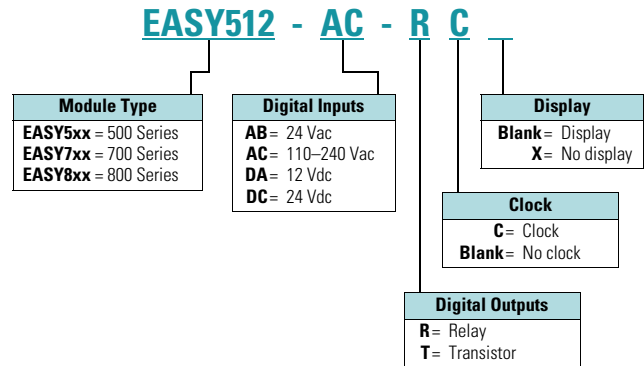 EASY512 - AC - R C _
Module Type
EASY5xx = 500 Series
EASY7xx = 700 Series
EASY8xx = 800 Series
Digital Inputs
AB = 24 Vac
AC = 110–240 Vac
DA = 12 Vdc
DC = 24 Vdc
Display
Blank = Display
X = No display
Clock
C = Clock
Blank = No clock
Digital Outputs
R = Relay
T = Transistor